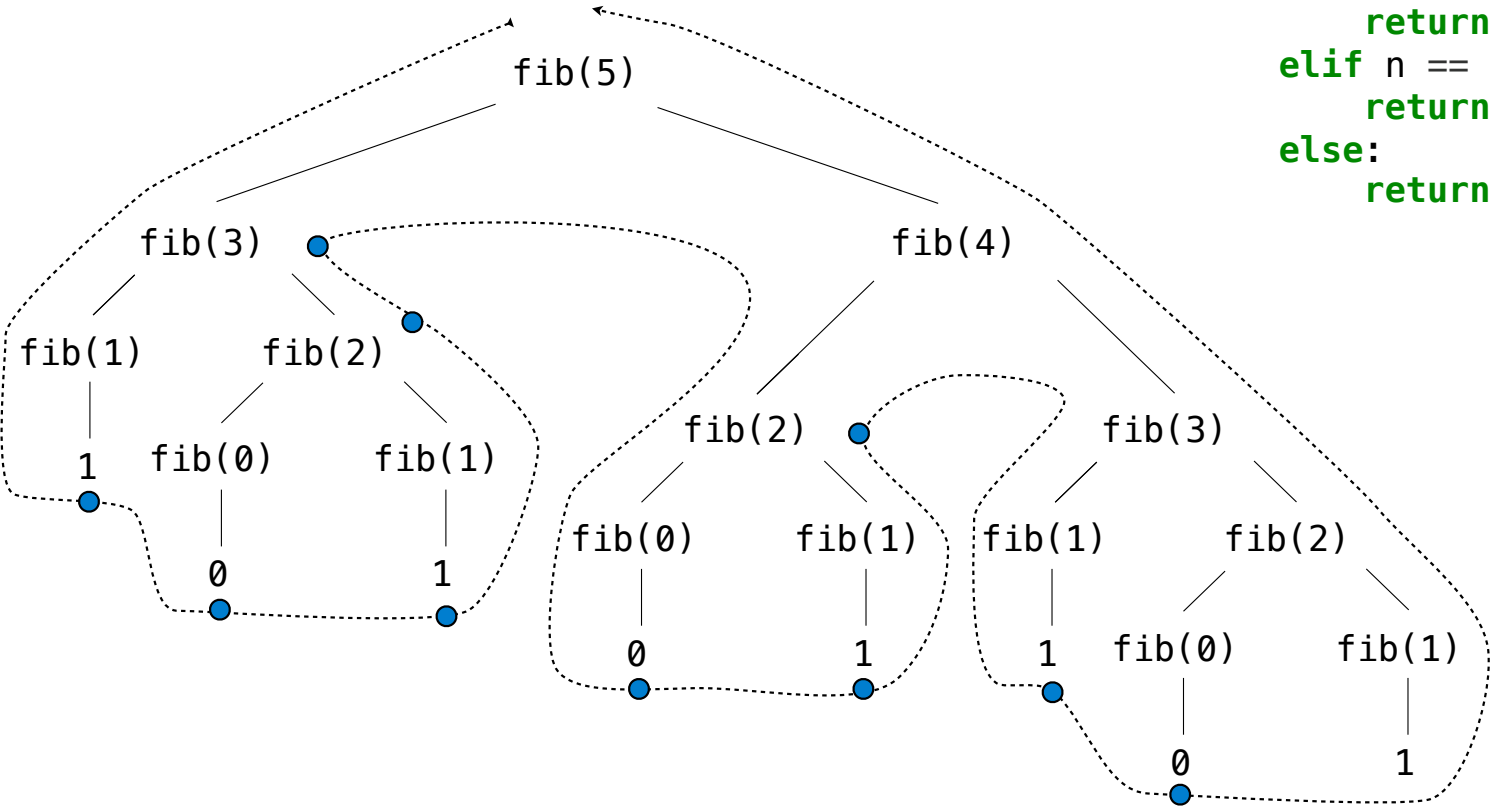 return
fib(5)
elif n ==
return
else:
return
fib(3)
fib(4)
fib(1)
fib(2)
fib(2)
fib(3)
1
fib(0)
fib(1)
fib(0)
fib(1)
fib(1)
fib(2)
0
1
0
1
1
fib(0)
fib(1)
0
1